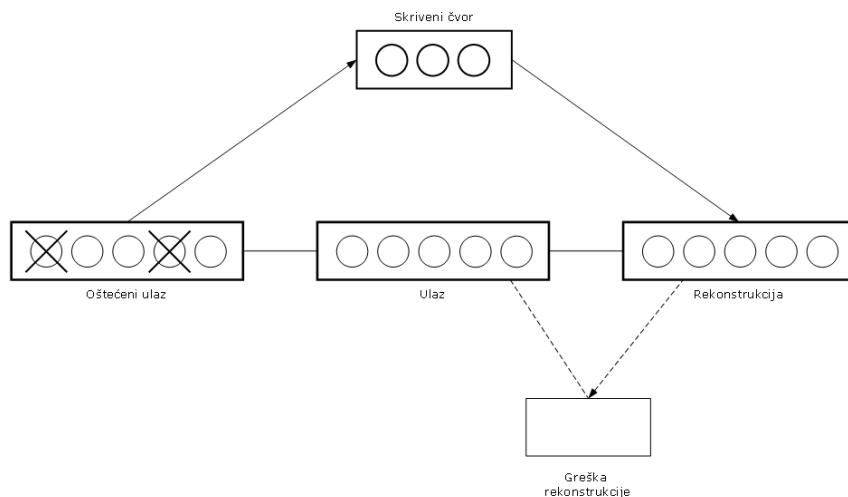 Skriveni čvor
Oštećeni ulaz
Ulaz
Rekonstrukcija
Greška
rekonstrukcije